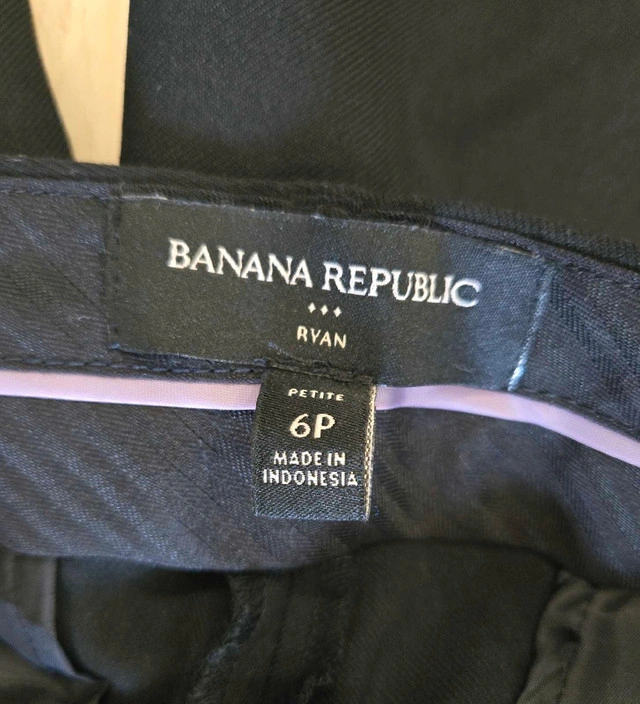 BANANA REPUBLIC
RYAN
PETITE
6P
MADE IN
INDONESIA